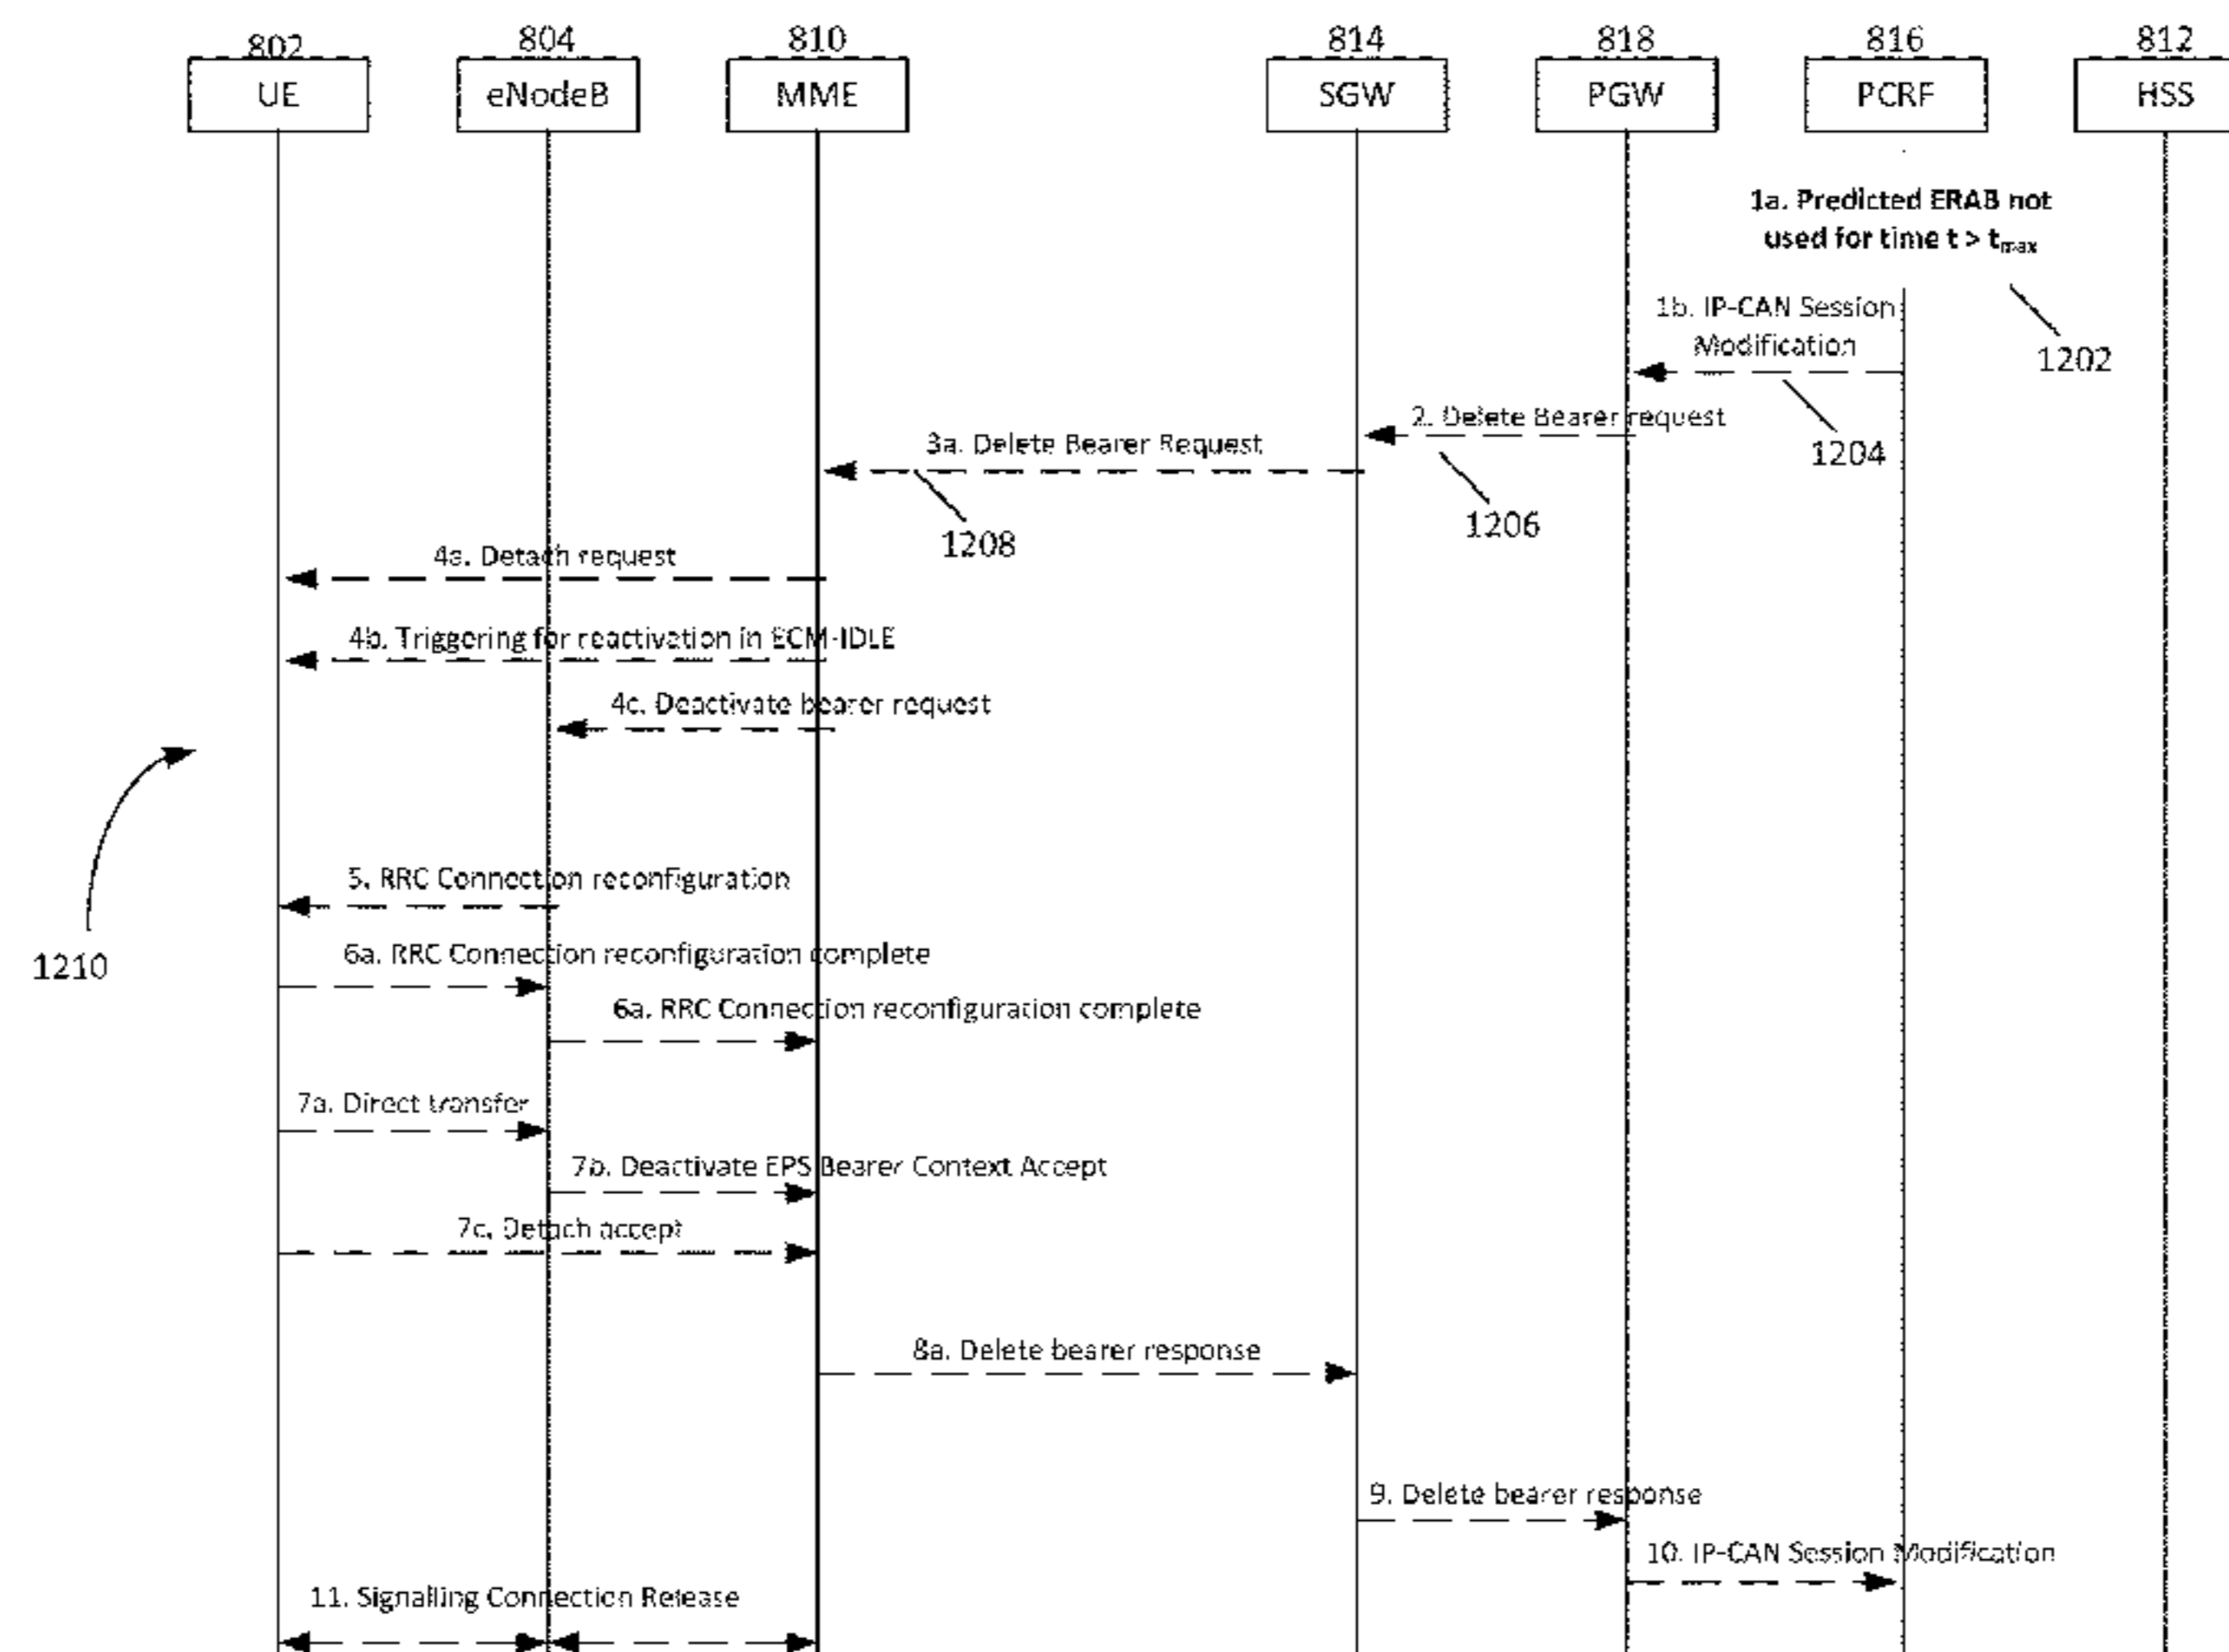 802
804
810
814
818
816
812
UE
eNodeB
MME
SGW
PGW
PCRF
HSS
1a. Predicted ERAB not
used for time t > tmax
1b. IP-CAN Session
Modification
1202
2. Delete Bearer request
1204
3a. Delete Bearer Request
1206
1208
4a. Detach request
4b. Triggering for reactivation in ECM-IDLE
4c. Deactivate bearer request
5. RRC Connection reconfiguration
6a. RRC Connection reconfiguration complete
1210
6a. RRC Connection reconfiguration complete
7a. Direct transfer
7b. Deactivate EPS Bearer Context Accept
7c. Detach accept
8a. Delete bearer response
9. Delete bearer response
10. IP-CAN Session Modification
11. Signalling Connection Release